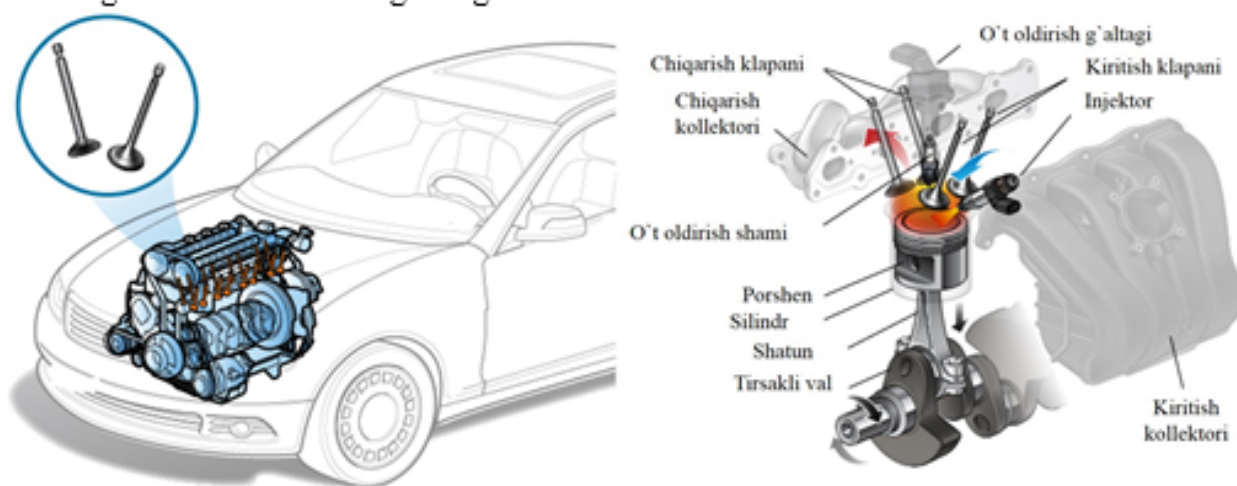 O`t oldirish g`altagi
Chiqarish klapani
Kiritish klapani
Chiqarish
kollektori
Injektor
O`t oldirish shami
Porshen
Silindr
Shatun
Tirsakli val
Kiritish
kollektori